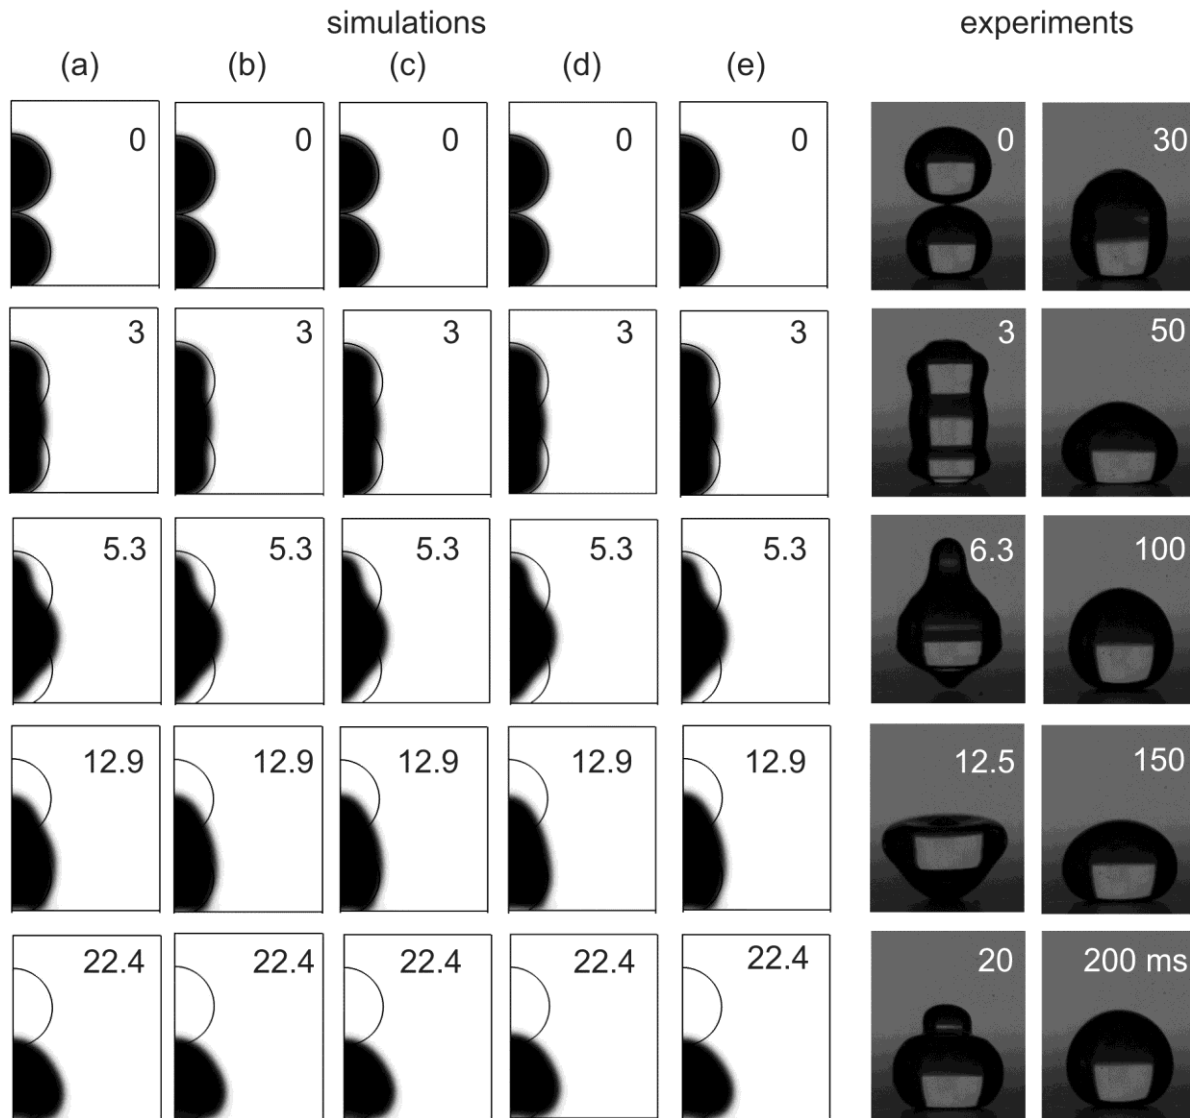 simulations experiments
(a) (b) (c) (d) (e)
0 0 0 0 0 0 30
3 3 3 3 3 3 50
5.3 5.3 5.3 5.3 5.3 6.3 100
12.9 12.9 12.9 12.9 12.9 12.5 150
22.4 22.4 22.4 22.4 22.4 20 200 ms